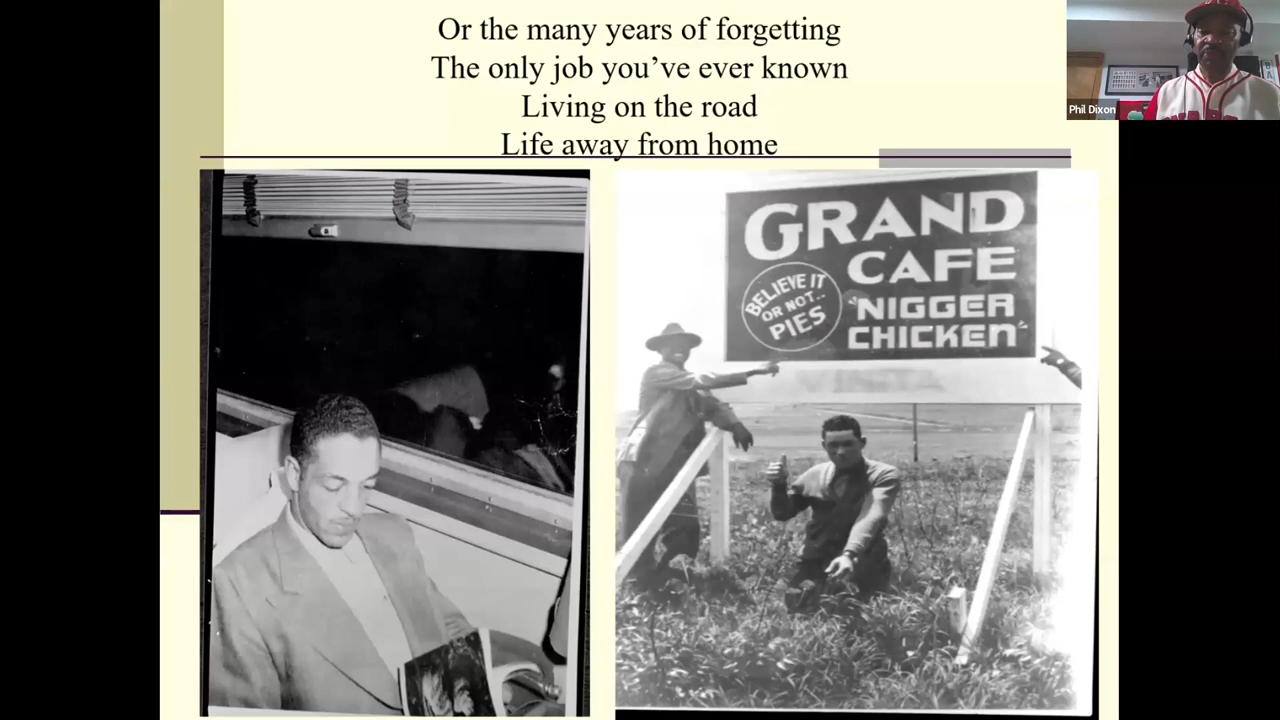 Or the many years of forgetting
The only job you've ever known
Living on the road
Life away from home
Phil Dixon
GRAND
CAFE
BELIEVE IT
OR NOT..
PIES
"NIGGER
CHICKEN"
VINITA